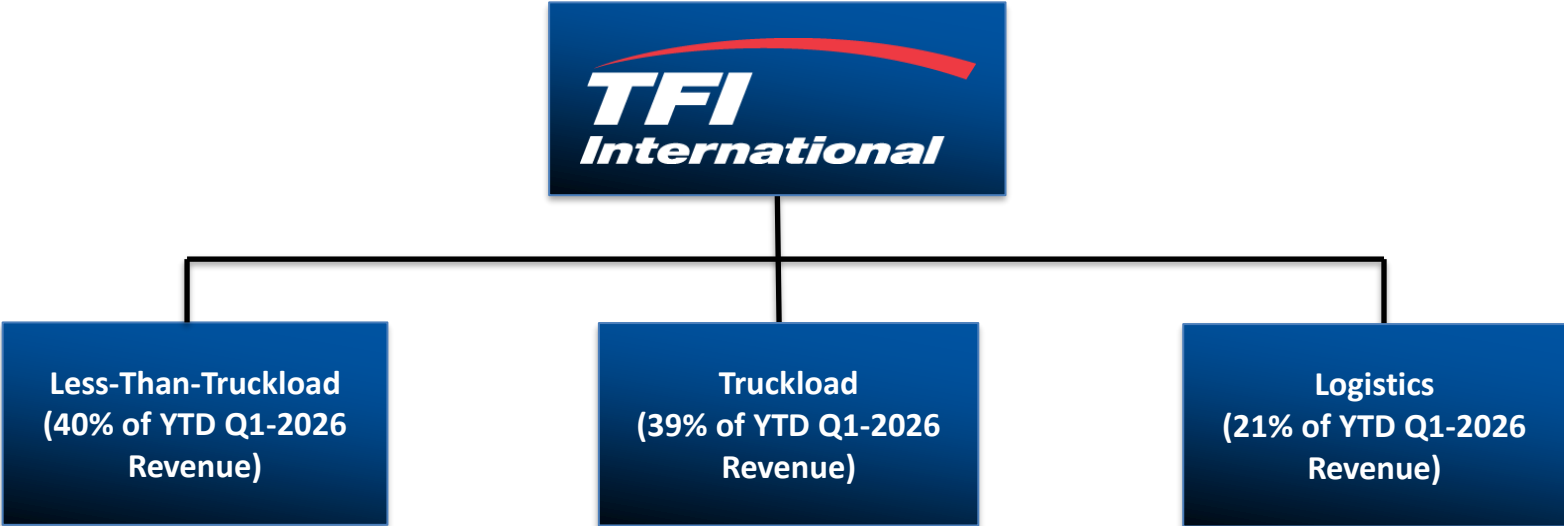 TFI
International
Less-Than-Truckload
(40% of YTD Q1-2026
Revenue)
Truckload
(39% of YTD Q1-2026
Revenue)
Logistics
(21% of YTD Q1-2026
Revenue)